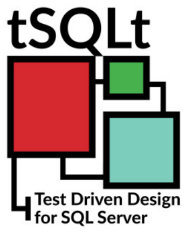 tSQLt
Test Driven Design
for SQL Server